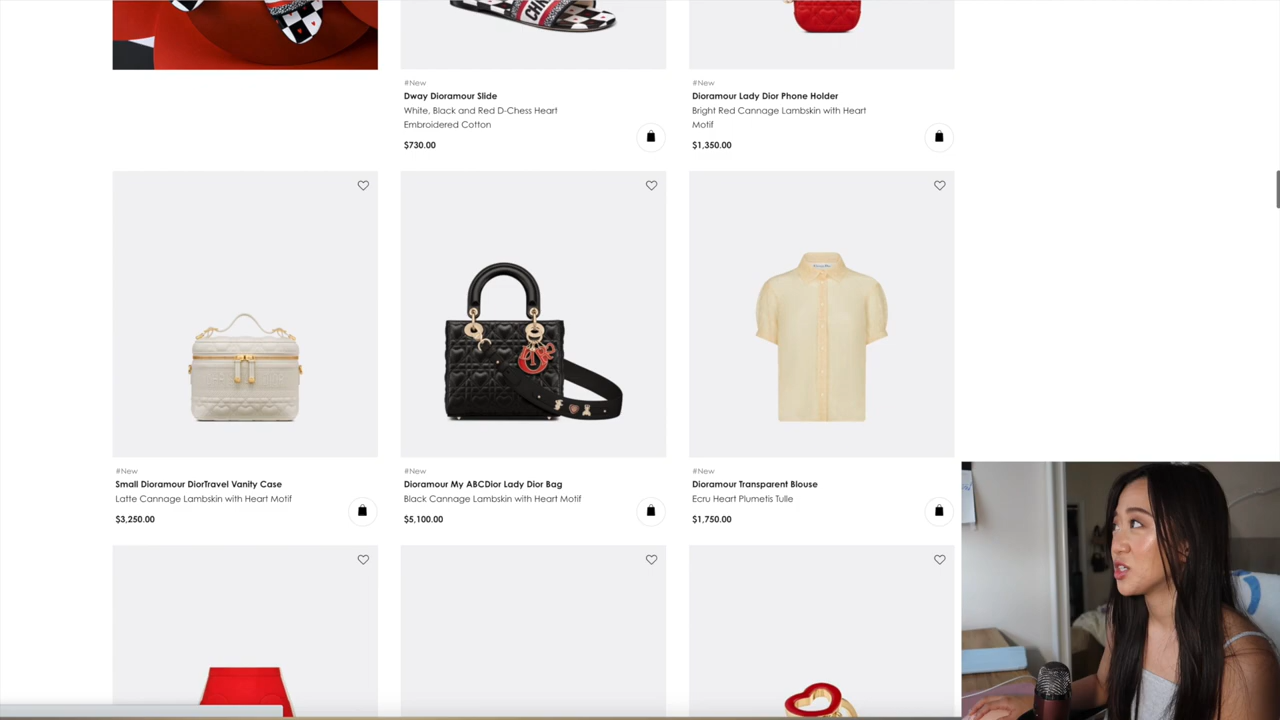 CHR
#New
Dway Dioramour Slide
White, Black and Red D-Chess Heart
Embroidered Cotton
$730.00
#New
Dioramour Lady Dior Phone Holder
Bright Red Cannage Lambskin with Heart
Motif
$1,350.00
#New
Small Dioramour DiorTravel Vanity Case
Latte Cannage Lambskin with Heart Motif
$3,250.00
#New
Dioramour My ABCDior Lady Dior Bag
Black Cannage Lambskin with Heart Motif
$5,100.00
#New
Dioramour Transparent Blouse
Ecru Heart Plumetis Tulle
$1,750.00